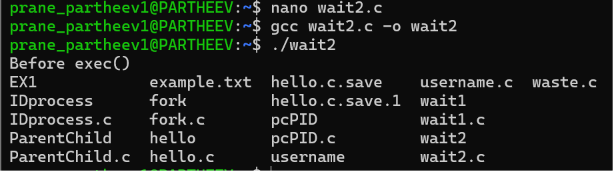 prane_partheev1@PARTHEEV:~$ nano wait2.c
prane_partheev1@PARTHEEV:~$ gcc wait2.c -o wait2
prane_partheev1@PARTHEEV:~$ ./wait2
Before exec()
EX1 example.txt hello.c.save username.c waste.c
IDprocess fork hello.c.save.1 wait1
IDprocess.c fork.c pcPID wait1.c
ParentChild hello pcPID.c wait2
ParentChild.c hello.c username wait2.c
prane_partheev1@PARTHEEV:~$